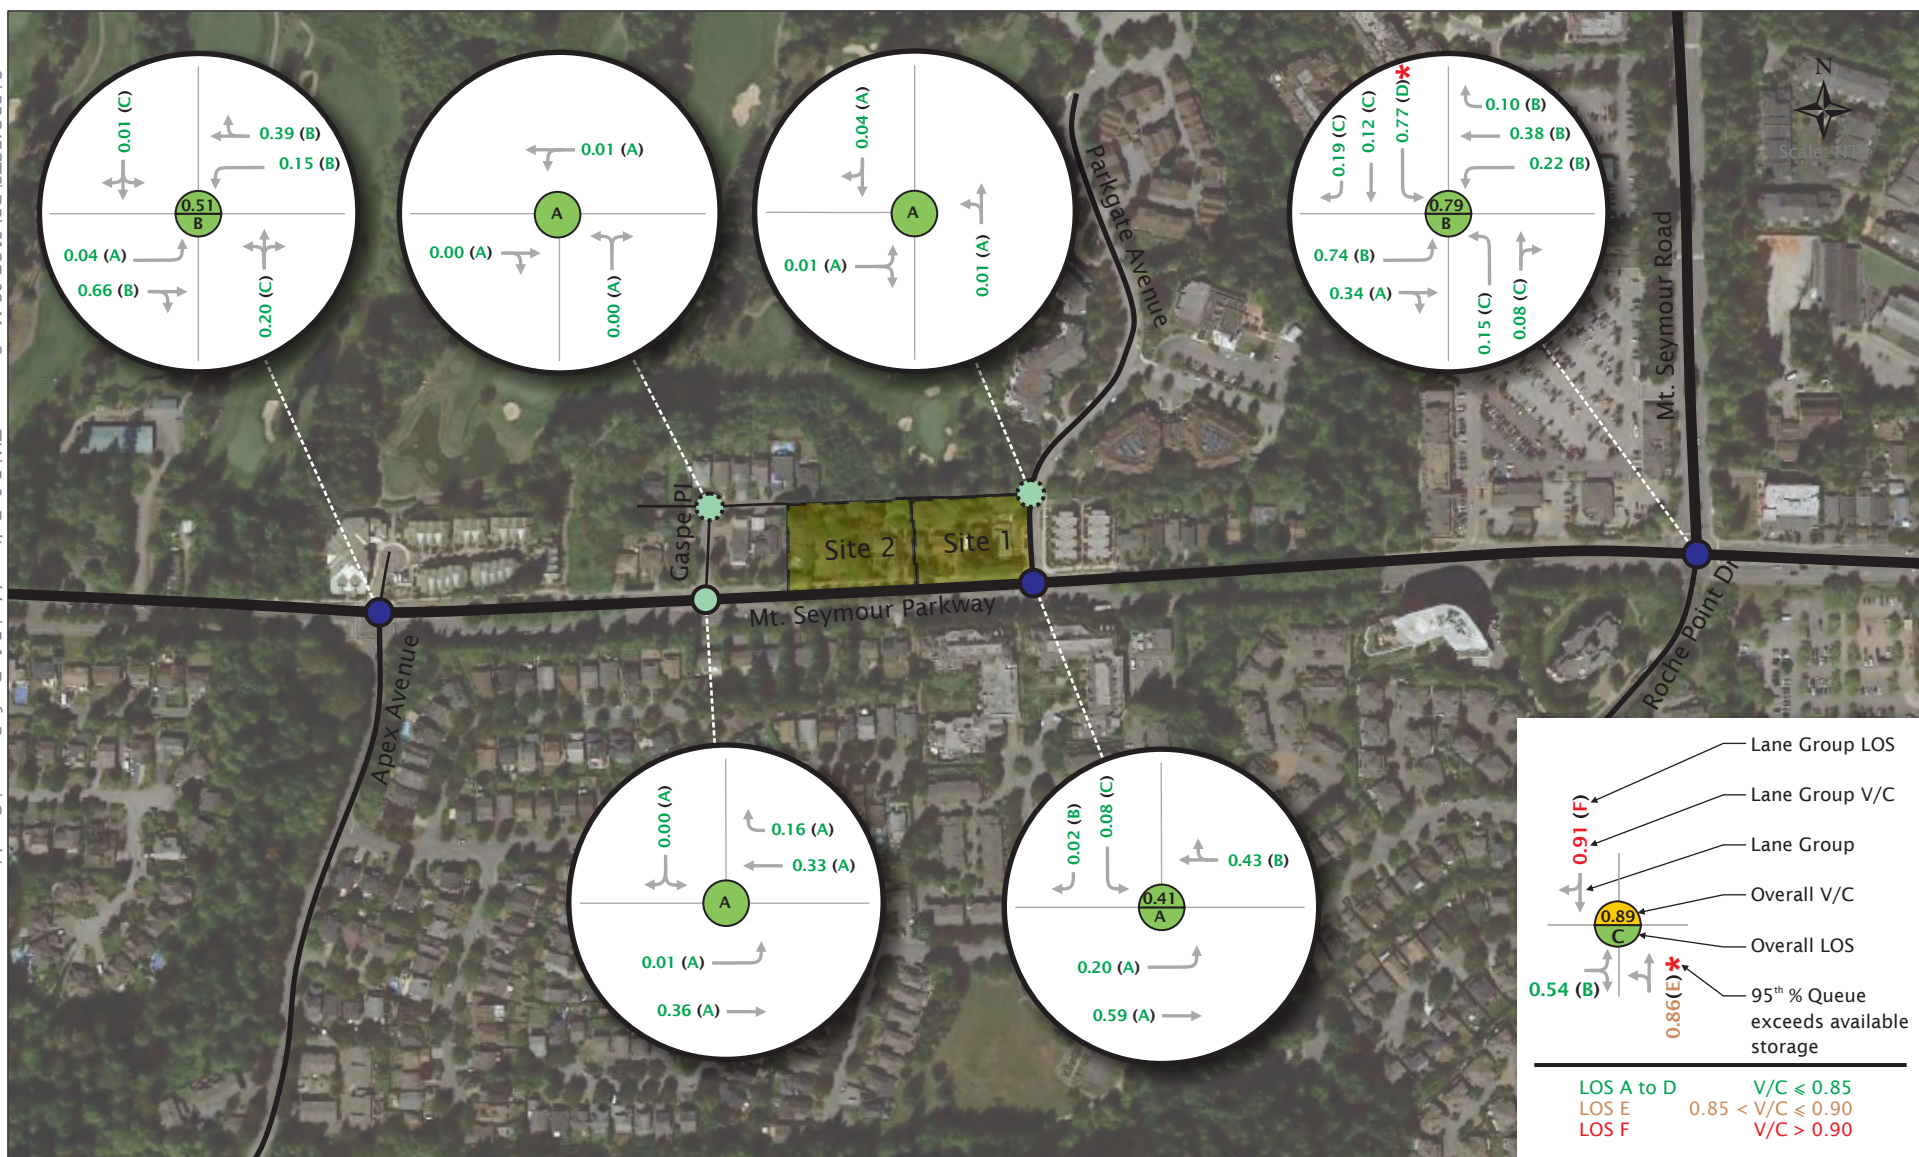 0.01 (C)
0.39 (B)
0.15 (B)
0.51
B
0.04 (A)
0.66 (B)
0.20 (C)
0.01 (A)
A
0.00 (A)
0.00 (A)
0.04 (A)
A
0.01 (A)
0.01 (A)
0.19 (C)
0.12 (C)
0.77 (D)*
0.10 (B)
0.38 (B)
0.22 (B)
0.79
B
0.74 (B)
0.34 (A)
0.15 (C)
0.08 (C)
N
Scale: NTS
Parkgate Avenue
Mt. Seymour Road
Gaspe Pl
Site 2
Site 1
Mt. Seymour Parkway
Apex Avenue
Roche Point Dr
0.00 (A)
0.16 (A)
0.33 (A)
A
0.01 (A)
0.36 (A)
0.02 (B)
0.08 (C)
0.43 (B)
0.41
A
0.20 (A)
0.59 (A)
Lane Group LOS
Lane Group V/C
Lane Group
Overall V/C
Overall LOS
95th % Queue
exceeds available
storage
0.91 (F)
0.89
C
0.54 (B)
0.86(E)*
LOS A to D V/C ⩽ 0.85
LOS E 0.85 < V/C ⩽ 0.90
LOS F V/C > 0.90